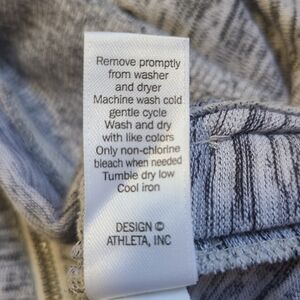 Remove promptly
from washer
and dryer
Machine wash cold
gentle cycle
Wash and dry
with like colors
Only non-chlorine
bleach when needed
Tumble dry low
Cool iron
DESIGN ©
ATHLETA, INC